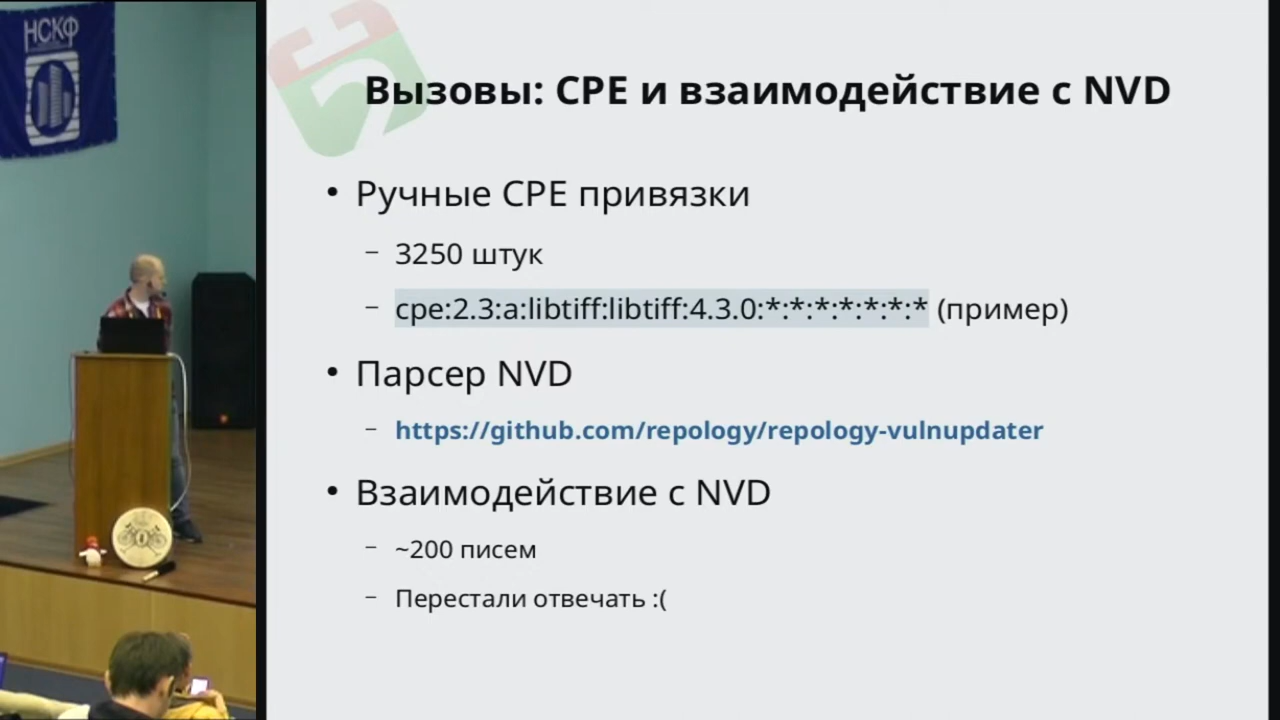 НСКФ
Вызовы: CPE и взаимодействие с NVD
• Ручные CPE привязки
– 3250 штук
– cpe:2.3:a:libtiff:libtiff:4.3.0:*:*:*:*:*:*:* (пример)
• Парсер NVD
– https://github.com/repology/repology-vulnupdater
• Взаимодействие с NVD
– ~200 писем
– Перестали отвечать :(